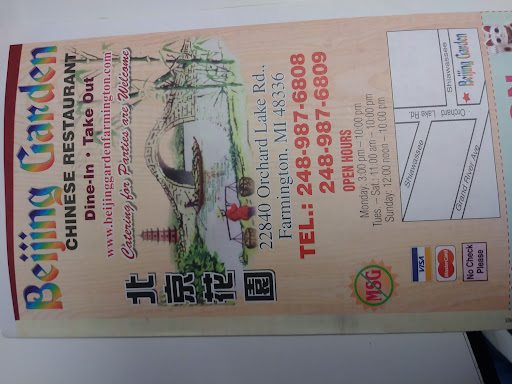 Beijing Garden
CHINESE RESTAURANT
Dine-In • Take Out
www.beijinggardenfarmington.com
Catering for Parties are Welcome
北京花園
22840 Orchard Lake Rd.,
Farmington, MI 48336
TEL.: 248-987-6808
248-987-6809
OPEN HOURS
Monday: 3:00 pm – 10:00 pm
Tues. – Sat.: 11:00 am – 10:00 pm
Sunday: 12:00 noon – 10:00 pm
MSG
VISA
MasterCard
No Check
Please
Shiawassee
Orchard
Lake Rd
Shiawassee
Grand River Ave
Beijing Garden